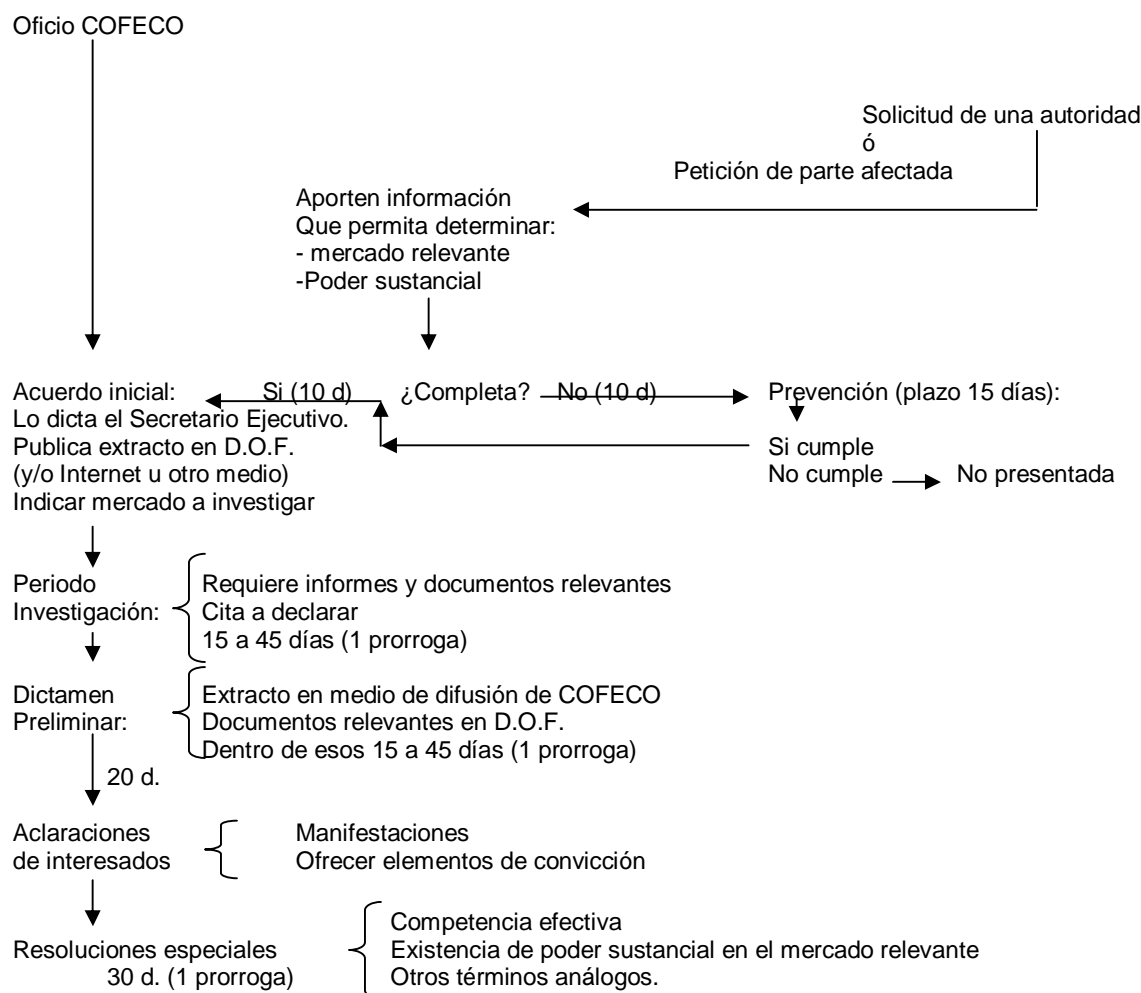 Oficio COFECO
Solicitud de una autoridad
ó
Petición de parte afectada
Aporten información
Que permita determinar:
- mercado relevante
-Poder sustancial
Acuerdo inicial:
Si (10 d)
¿Completa?
No (10 d)
Prevención (plazo 15 días):
Lo dicta el Secretario Ejecutivo.
Publica extracto en D.O.F.
(y/o Internet u otro medio)
Indicar mercado a investigar
Si cumple
No cumple
No presentada
Periodo
Investigación:
Requiere informes y documentos relevantes
Cita a declarar
15 a 45 días (1 prorroga)
Dictamen
Preliminar:
Extracto en medio de difusión de COFECO
Documentos relevantes en D.O.F.
Dentro de esos 15 a 45 días (1 prorroga)
20 d.
Aclaraciones
de interesados
Manifestaciones
Ofrecer elementos de convicción
Resoluciones especiales
30 d. (1 prorroga)
Competencia efectiva
Existencia de poder sustancial en el mercado relevante
Otros términos análogos.